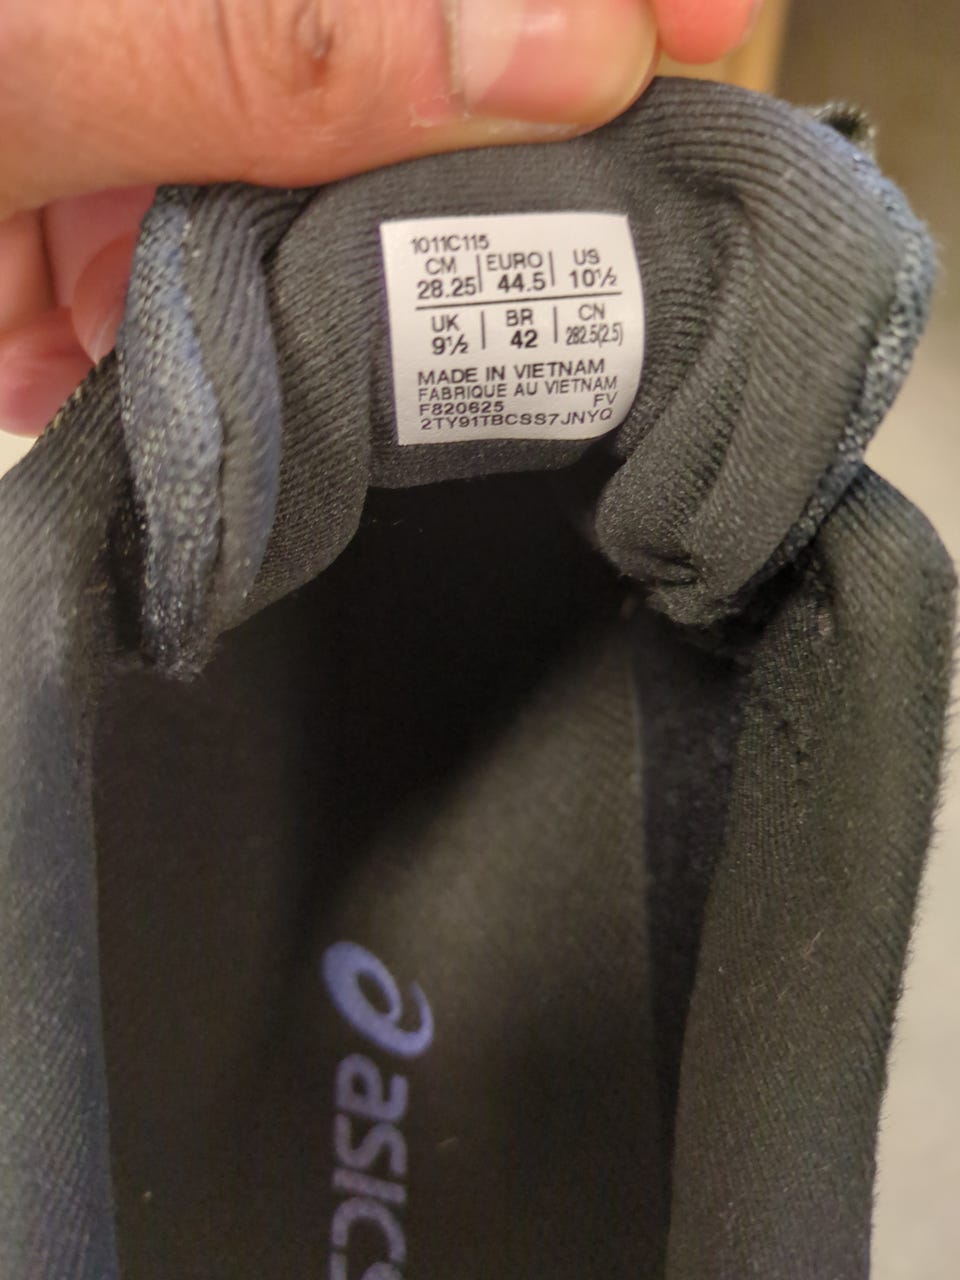 1011C115
CM EURO US
28.25 44.5 10½
UK BR CN
9½ 42 282.5(2.5)
MADE IN VIETNAM
FABRIQUE AU VIETNAM
F820625 FV
2TY91TBCSS7JNYQ
asics